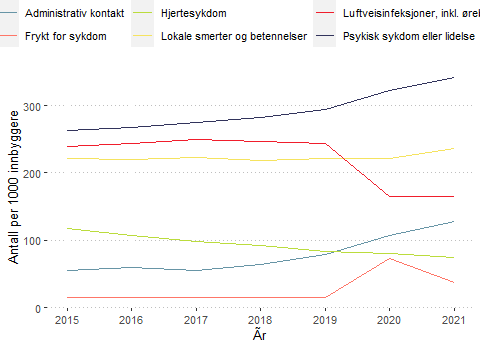 Administrativ kontakt
Hjertesykdom
Luftveisinfeksjoner, inkl. ørel
Frykt for sykdom
Lokale smerter og betennelser
Psykisk sykdom eller lidelse
Antall per 1000 innbyggere
300
200
100
0
2015 2016 2017 2018 2019 2020 2021
Ãr